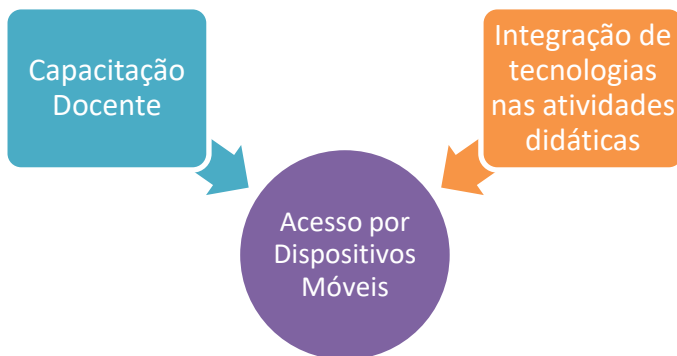 Capacitação
Docente
Integração de
tecnologias
nas atividades
didáticas
Acesso por
Dispositivos
Móveis